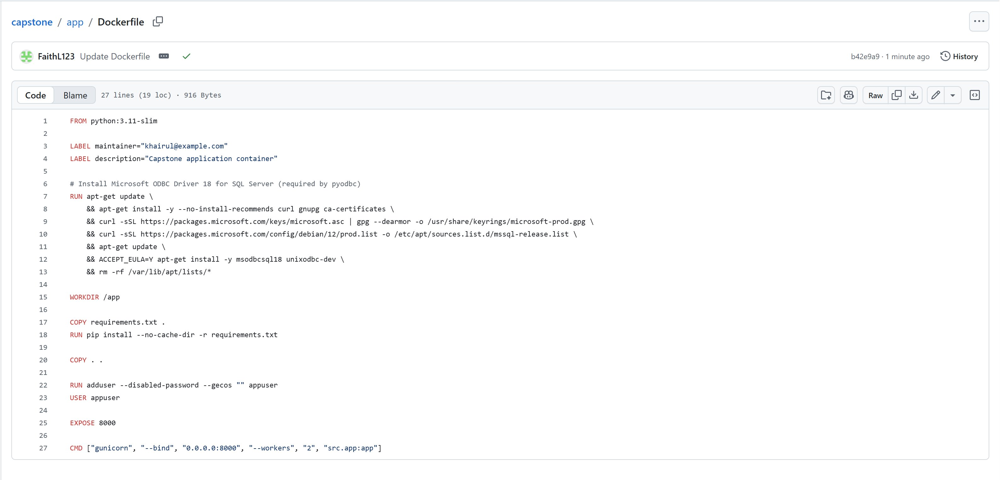 capstone / app / Dockerfile
FaithL123 Update Dockerfile
b42e9a9 · 1 minute ago History
Code Blame 27 lines (19 loc) · 916 Bytes
Raw
1 FROM python:3.11-slim
2
3 LABEL maintainer="khairul@example.com"
4 LABEL description="Capstone application container"
5
6 # Install Microsoft ODBC Driver 18 for SQL Server (required by pyodbc)
7 RUN apt-get update \
8     && apt-get install -y --no-install-recommends curl gnupg ca-certificates \
9     && curl -sSL https://packages.microsoft.com/keys/microsoft.asc | gpg --dearmor -o /usr/share/keyrings/microsoft-prod.gpg \
10     && curl -sSL https://packages.microsoft.com/config/debian/12/prod.list -o /etc/apt/sources.list.d/mssql-release.list \
11     && apt-get update \
12     && ACCEPT_EULA=Y apt-get install -y msodbcsql18 unixodbc-dev \
13     && rm -rf /var/lib/apt/lists/*
14
15 WORKDIR /app
16
17 COPY requirements.txt .
18 RUN pip install --no-cache-dir -r requirements.txt
19
20 COPY . .
21
22 RUN adduser --disabled-password --gecos "" appuser
23 USER appuser
24
25 EXPOSE 8000
26
27 CMD ["gunicorn", "--bind", "0.0.0.0:8000", "--workers", "2", "src.app:app"]